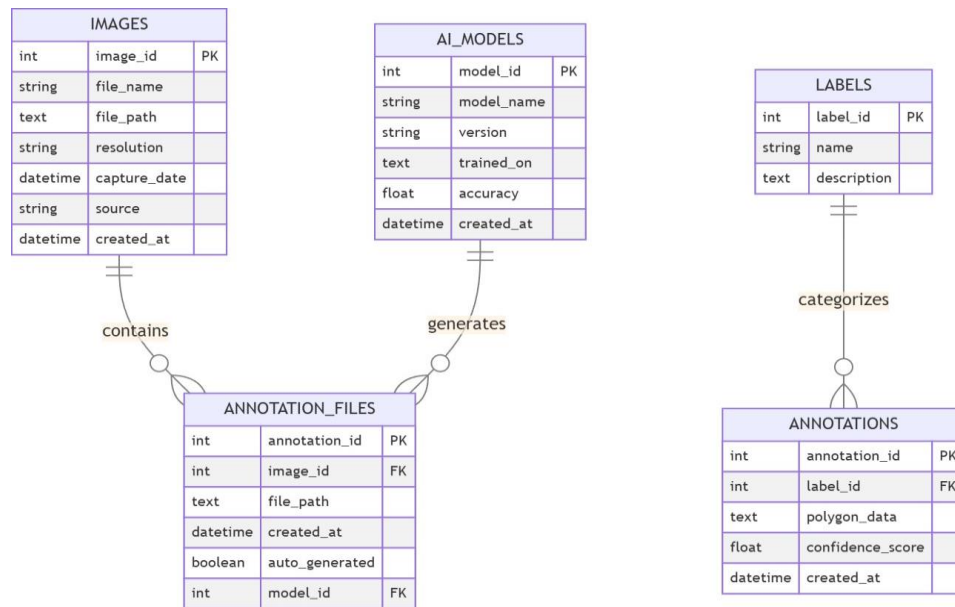 IMAGES
int image_id PK
string file_name
text file_path
string resolution
datetime capture_date
string source
datetime created_at
AI_MODELS
int model_id PK
string model_name
string version
text trained_on
float accuracy
datetime created_at
LABELS
int label_id PK
string name
text description
contains
generates
categorizes
ANNOTATION_FILES
int annotation_id PK
int image_id FK
text file_path
datetime created_at
boolean auto_generated
int model_id FK
ANNOTATIONS
int annotation_id PK
int label_id FK
text polygon_data
float confidence_score
datetime created_at